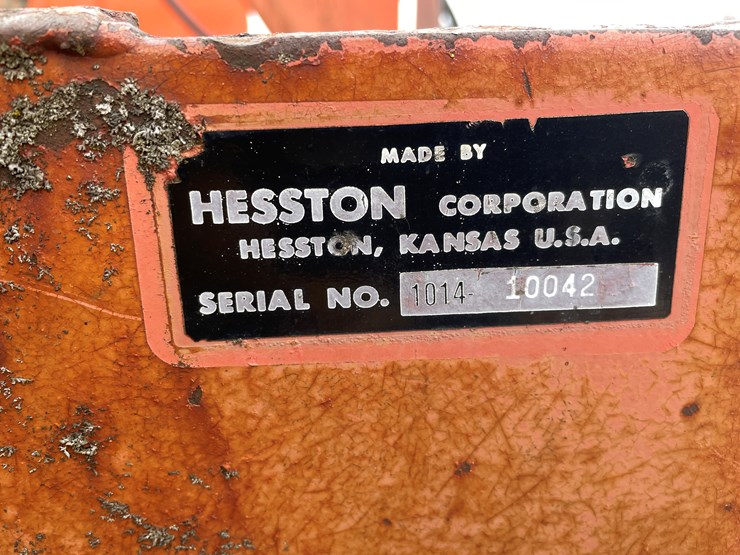 MADE BY
HESSTON CORPORATION
HESSTON, KANSAS U.S.A.
SERIAL NO. 1014- 10042